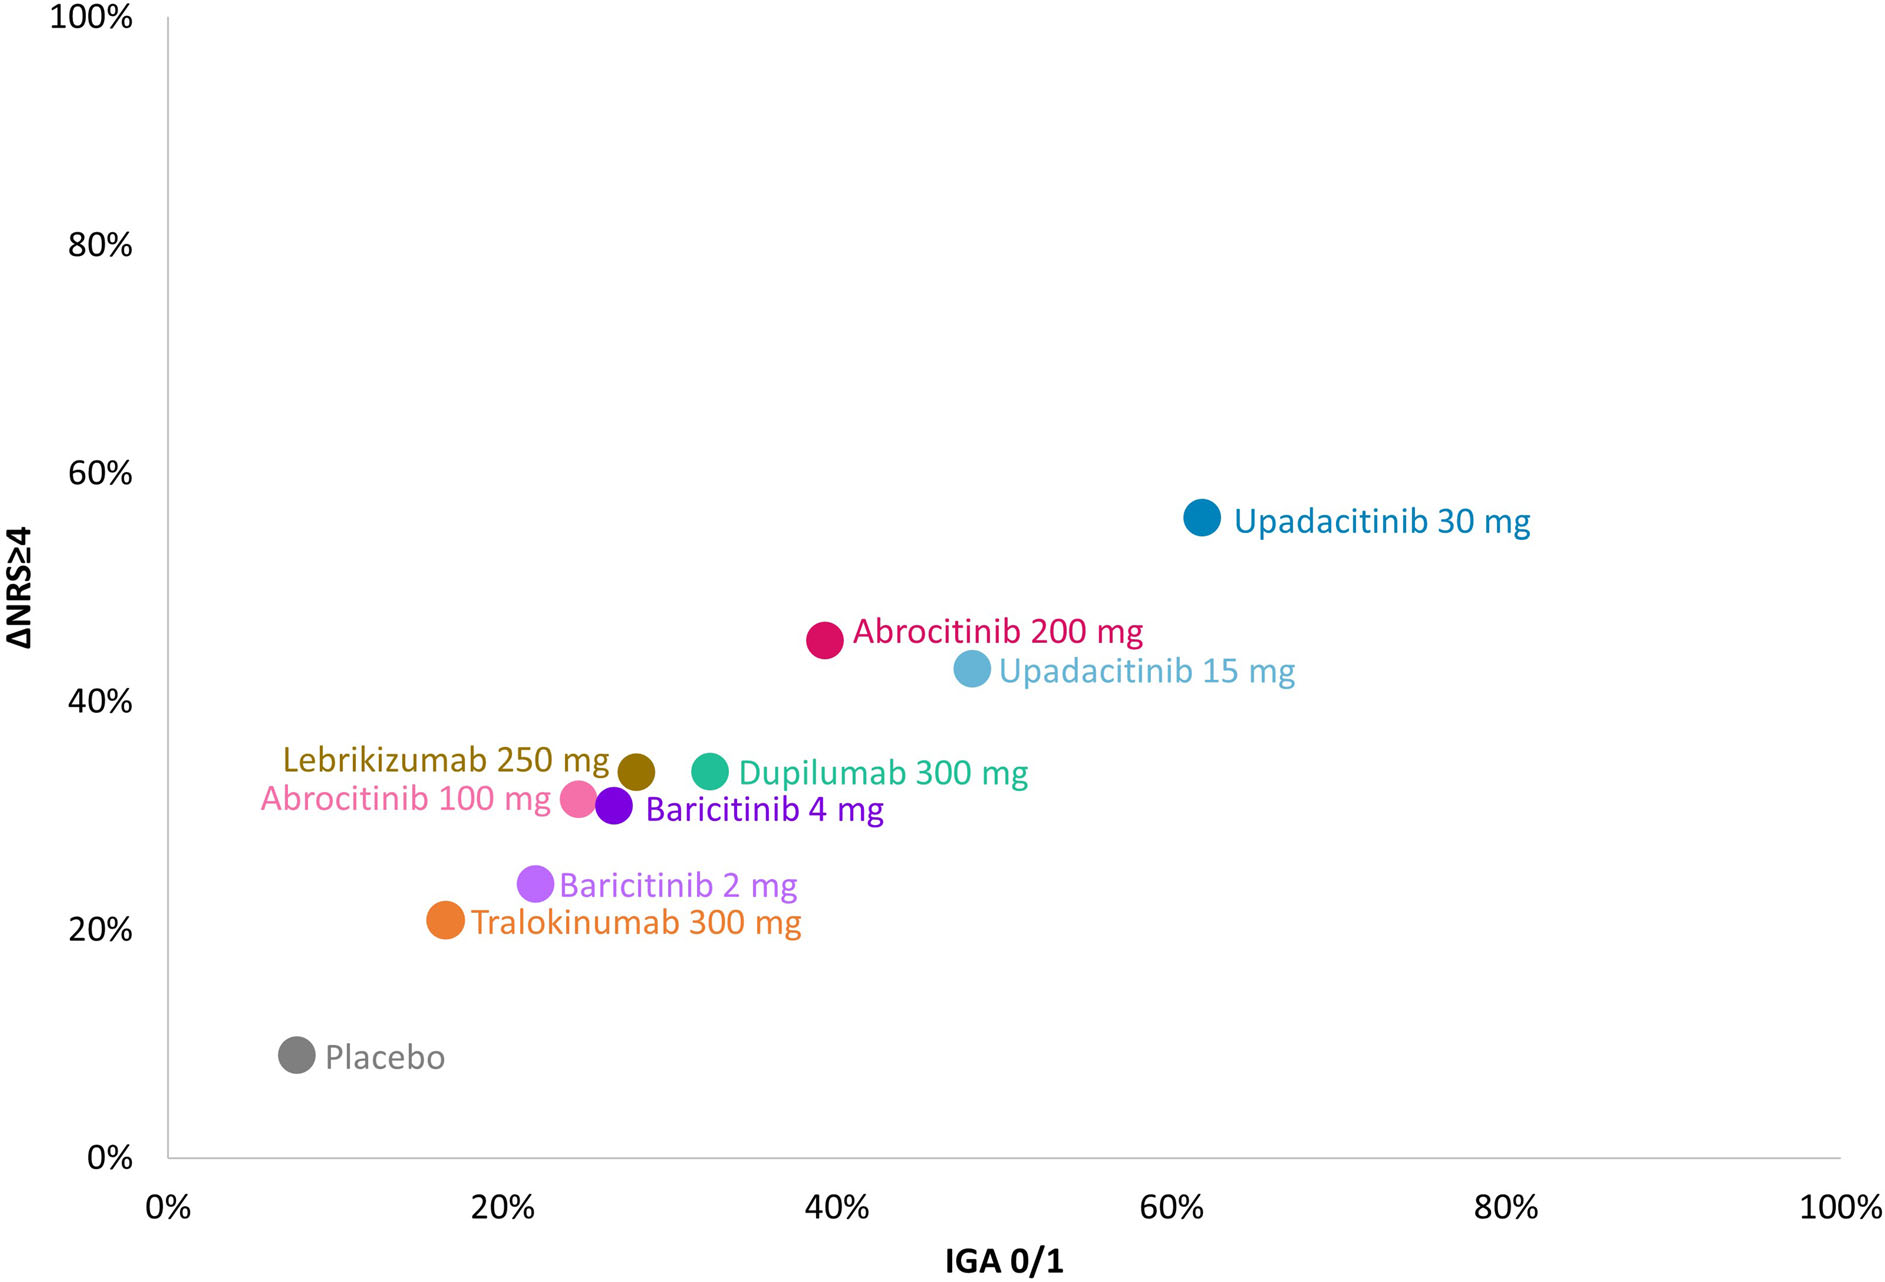 100%
80%
60%
40%
20%
0%
ΔNRS≥4
Upadacitinib 30 mg
Abrocitinib 200 mg
Upadacitinib 15 mg
Lebrikizumab 250 mg
Dupilumab 300 mg
Abrocitinib 100 mg
Baricitinib 4 mg
Baricitinib 2 mg
Tralokinumab 300 mg
Placebo
0% 20% 40% 60% 80% 100%
IGA 0/1